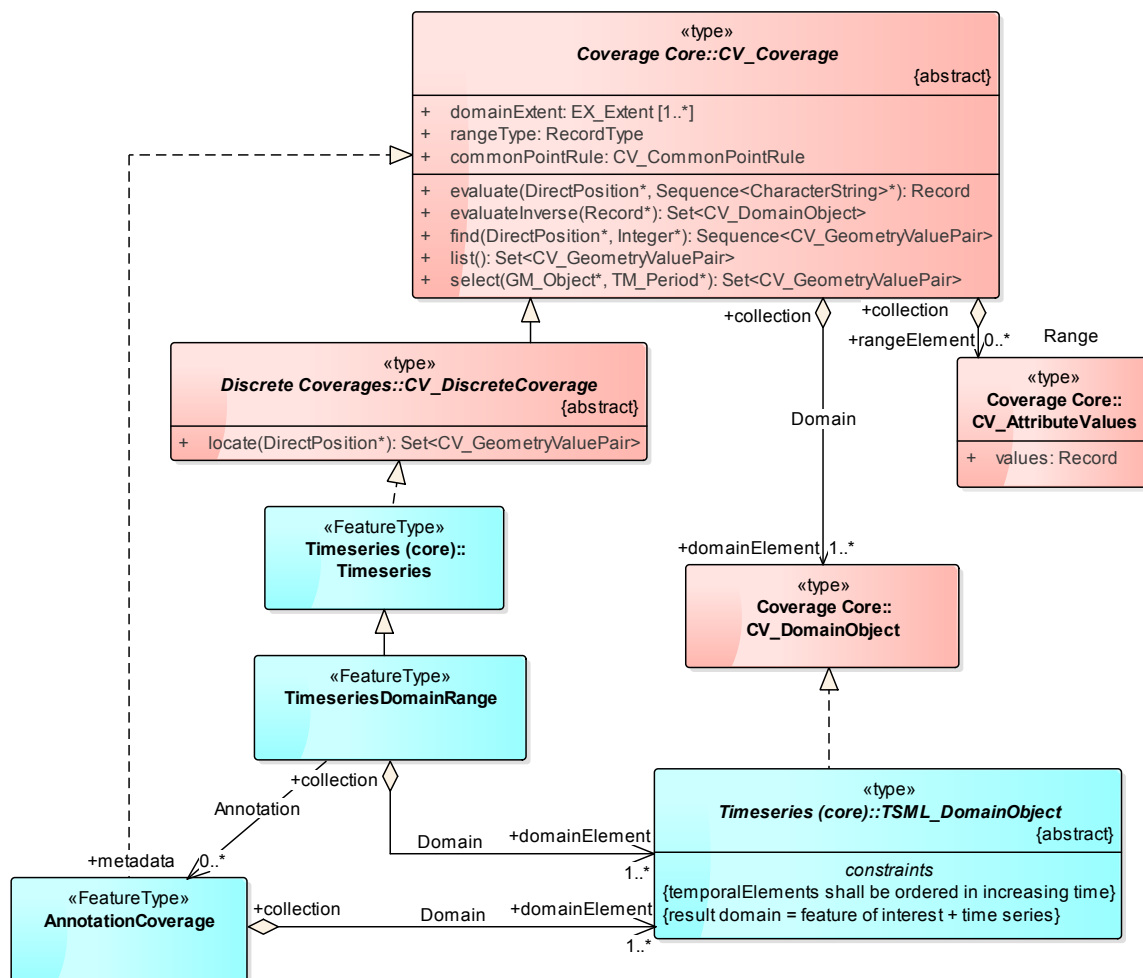 «type»
Coverage Core::CV_Coverage
{abstract}
+ domainExtent: EX_Extent [1..*]
+ rangeType: RecordType
+ commonPointRule: CV_CommonPointRule
+ evaluate(DirectPosition*, Sequence<CharacterString>*): Record
+ evaluateInverse(Record*): Set<CV_DomainObject>
+ find(DirectPosition*, Integer*): Sequence<CV_GeometryValuePair>
+ list(): Set<CV_GeometryValuePair>
+ select(GM_Object*, TM_Period*): Set<CV_GeometryValuePair>
+collection
+collection
+rangeElement 0..*
Range
«type»
Discrete Coverages::CV_DiscreteCoverage
{abstract}
+ locate(DirectPosition*): Set<CV_GeometryValuePair>
«type»
Coverage Core::
CV_AttributeValues
+ values: Record
Domain
«FeatureType»
Timeseries (core)::
Timeseries
+domainElement 1..*
«type»
Coverage Core::
CV_DomainObject
«FeatureType»
TimeseriesDomainRange
+collection
Annotation
Domain
+domainElement
1..*
«type»
Timeseries (core)::TSML_DomainObject
{abstract}
constraints
{temporalElements shall be ordered in increasing time}
{result domain = feature of interest + time series}
+metadata
0..*
«FeatureType»
AnnotationCoverage
+collection
Domain
+domainElement
1..*